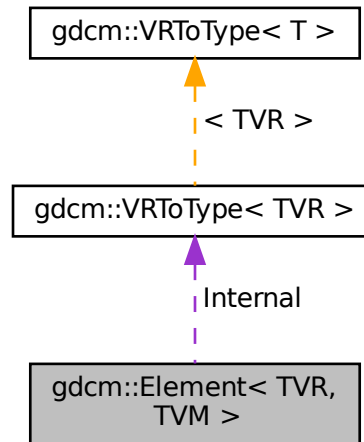 gdcm::VRToType< T >
< TVR >
gdcm::VRToType< TVR >
Internal
gdcm::Element< TVR,
TVM >